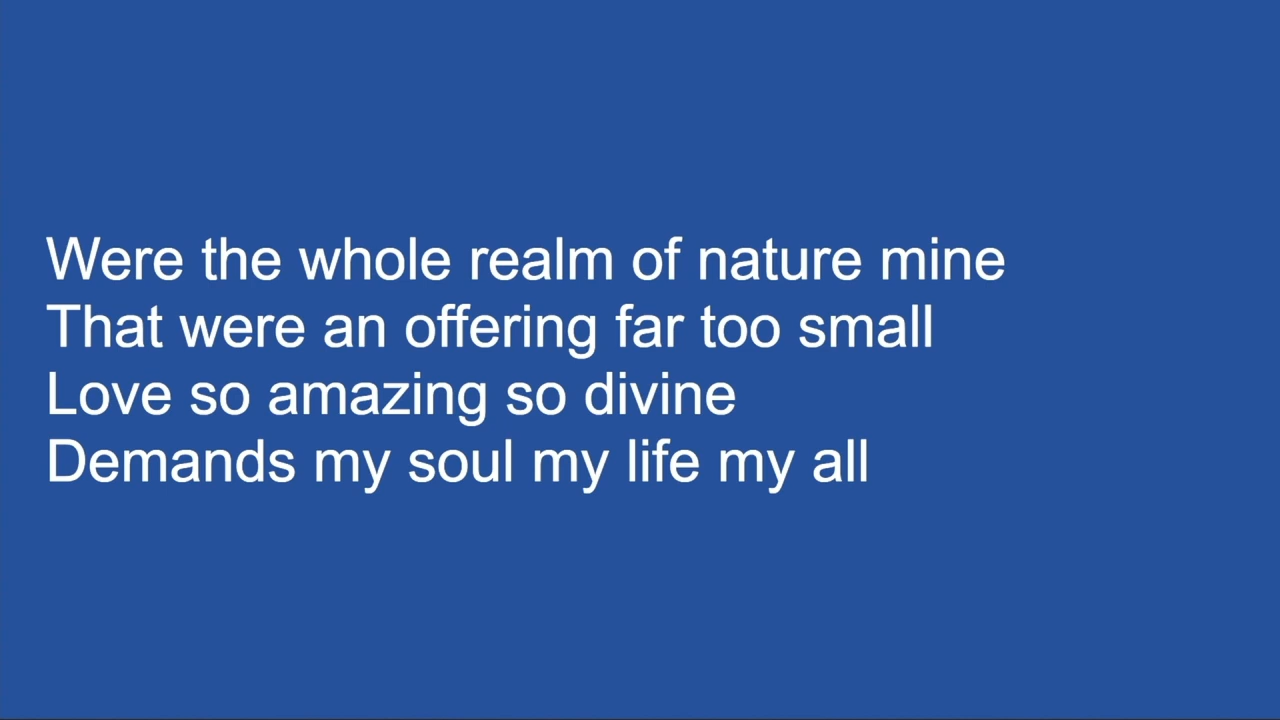 Were the whole realm of nature mine
That were an offering far too small
Love so amazing so divine
Demands my soul my life my all